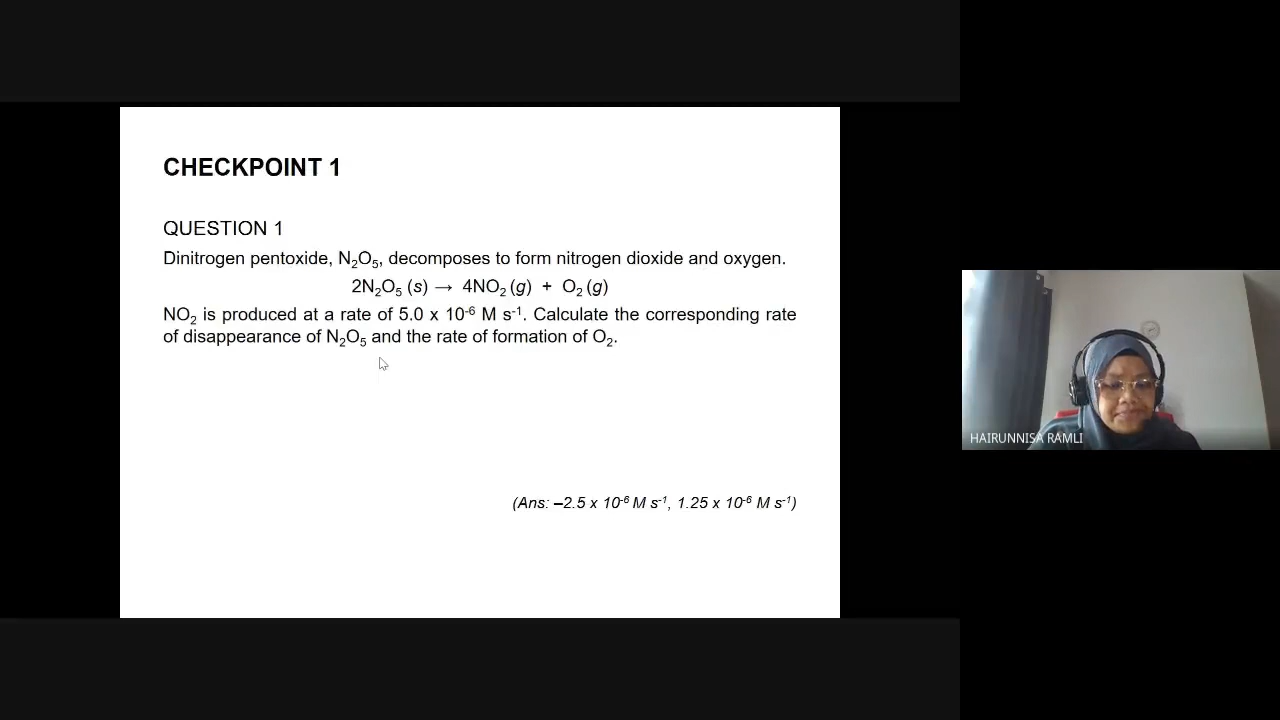 CHECKPOINT 1
QUESTION 1
Dinitrogen pentoxide, N₂O₅, decomposes to form nitrogen dioxide and oxygen.
2N₂O₅ (s) → 4NO₂ (g) + O₂ (g)
NO₂ is produced at a rate of 5.0 x 10⁻⁶ M s⁻¹. Calculate the corresponding rate
of disappearance of N₂O₅ and the rate of formation of O₂.
(Ans: –2.5 x 10⁻⁶ M s⁻¹, 1.25 x 10⁻⁶ M s⁻¹)
HAIRUNNISA RAMLI